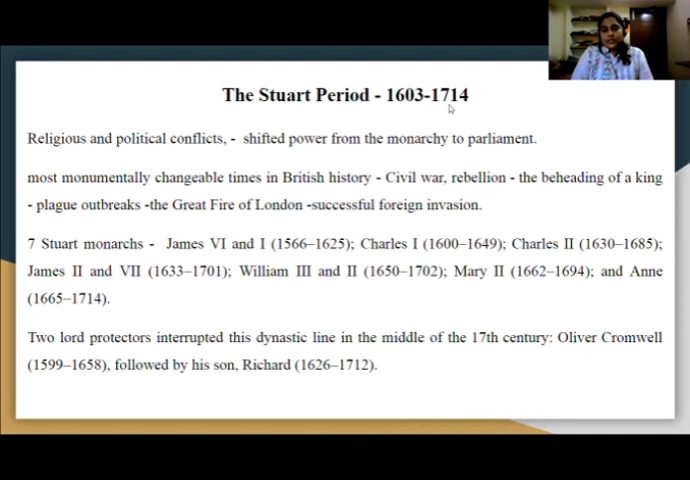 The Stuart Period - 1603-1714
Religious and political conflicts, - shifted power from the monarchy to parliament.
most monumentally changeable times in British history - Civil war, rebellion - the beheading of a king
- plague outbreaks -the Great Fire of London -successful foreign invasion.
7 Stuart monarchs - James VI and I (1566–1625); Charles I (1600–1649); Charles II (1630–1685);
James II and VII (1633–1701); William III and II (1650–1702); Mary II (1662–1694); and Anne
(1665–1714).
Two lord protectors interrupted this dynastic line in the middle of the 17th century: Oliver Cromwell
(1599–1658), followed by his son, Richard (1626–1712).